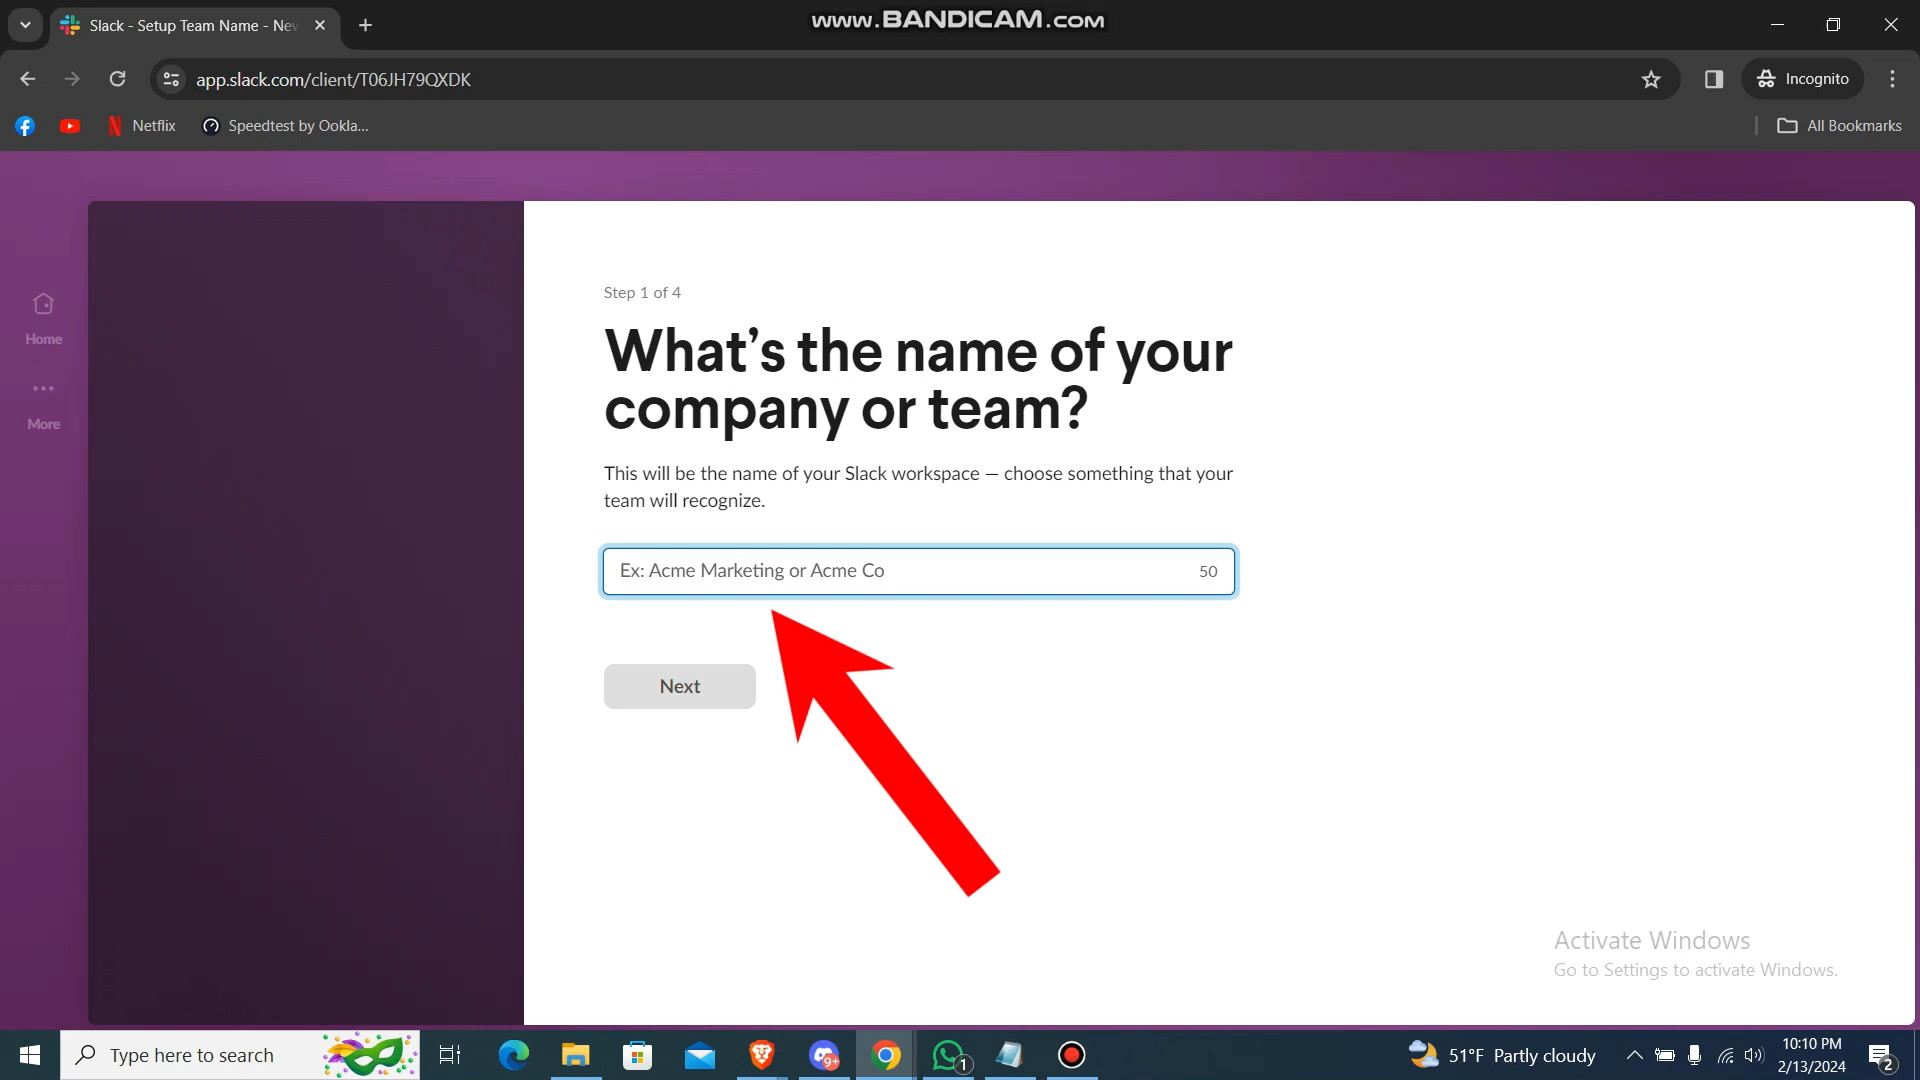 Slack - Setup Team Name - Nev
www.BANDICAM.com
app.slack.com/client/T06JH79QXDK
Incognito
Netflix
Speedtest by Ookla...
All Bookmarks
Home
More
Step 1 of 4
What's the name of your
company or team?
This will be the name of your Slack workspace — choose something that your
team will recognize.
Ex: Acme Marketing or Acme Co
50
Next
Activate Windows
Go to Settings to activate Windows.
Type here to search
9+
1
51°F Partly cloudy
10:10 PM
2/13/2024
2